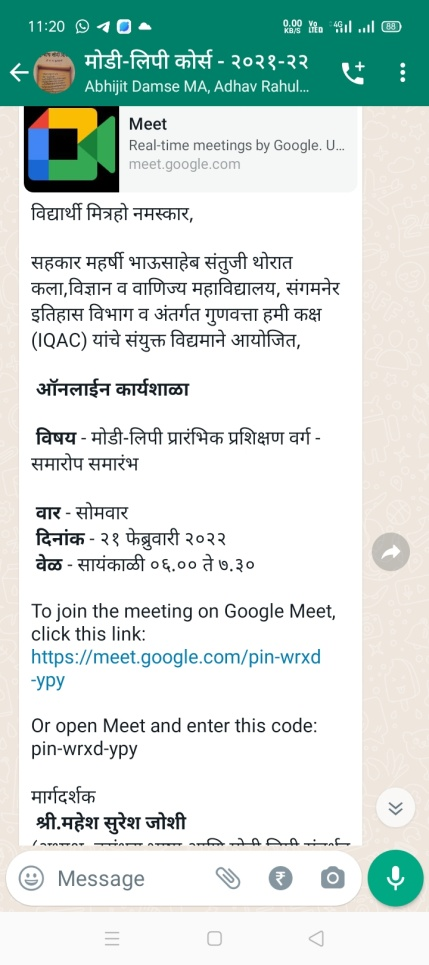 11:20
0.00 KB/S Vo LTED 4G 88
मोडी-लिपी कोर्स - २०२१-२२
Abhijit Damse MA, Adhav Rahul...
Meet
Real-time meetings by Google. U...
meet.google.com
विद्यार्थी मित्रहो नमस्कार,
सहकार महर्षी भाऊसाहेब संतुजी थोरात
कला,विज्ञान व वाणिज्य महाविद्यालय, संगमनेर
इतिहास विभाग व अंतर्गत गुणवत्ता हमी कक्ष
(IQAC) यांचे संयुक्त विद्यमाने आयोजित,
ऑनलाईन कार्यशाळा
विषय - मोडी-लिपी प्रारंभिक प्रशिक्षण वर्ग -
समारोप समारंभ
वार - सोमवार
दिनांक - २१ फेब्रुवारी २०२२
वेळ - सायंकाळी ०६.०० ते ७.३०
To join the meeting on Google Meet,
click this link:
https://meet.google.com/pin-wrxd
-ypy
Or open Meet and enter this code:
pin-wrxd-ypy
मार्गदर्शक
श्री.महेश सुरेश जोशी
Message